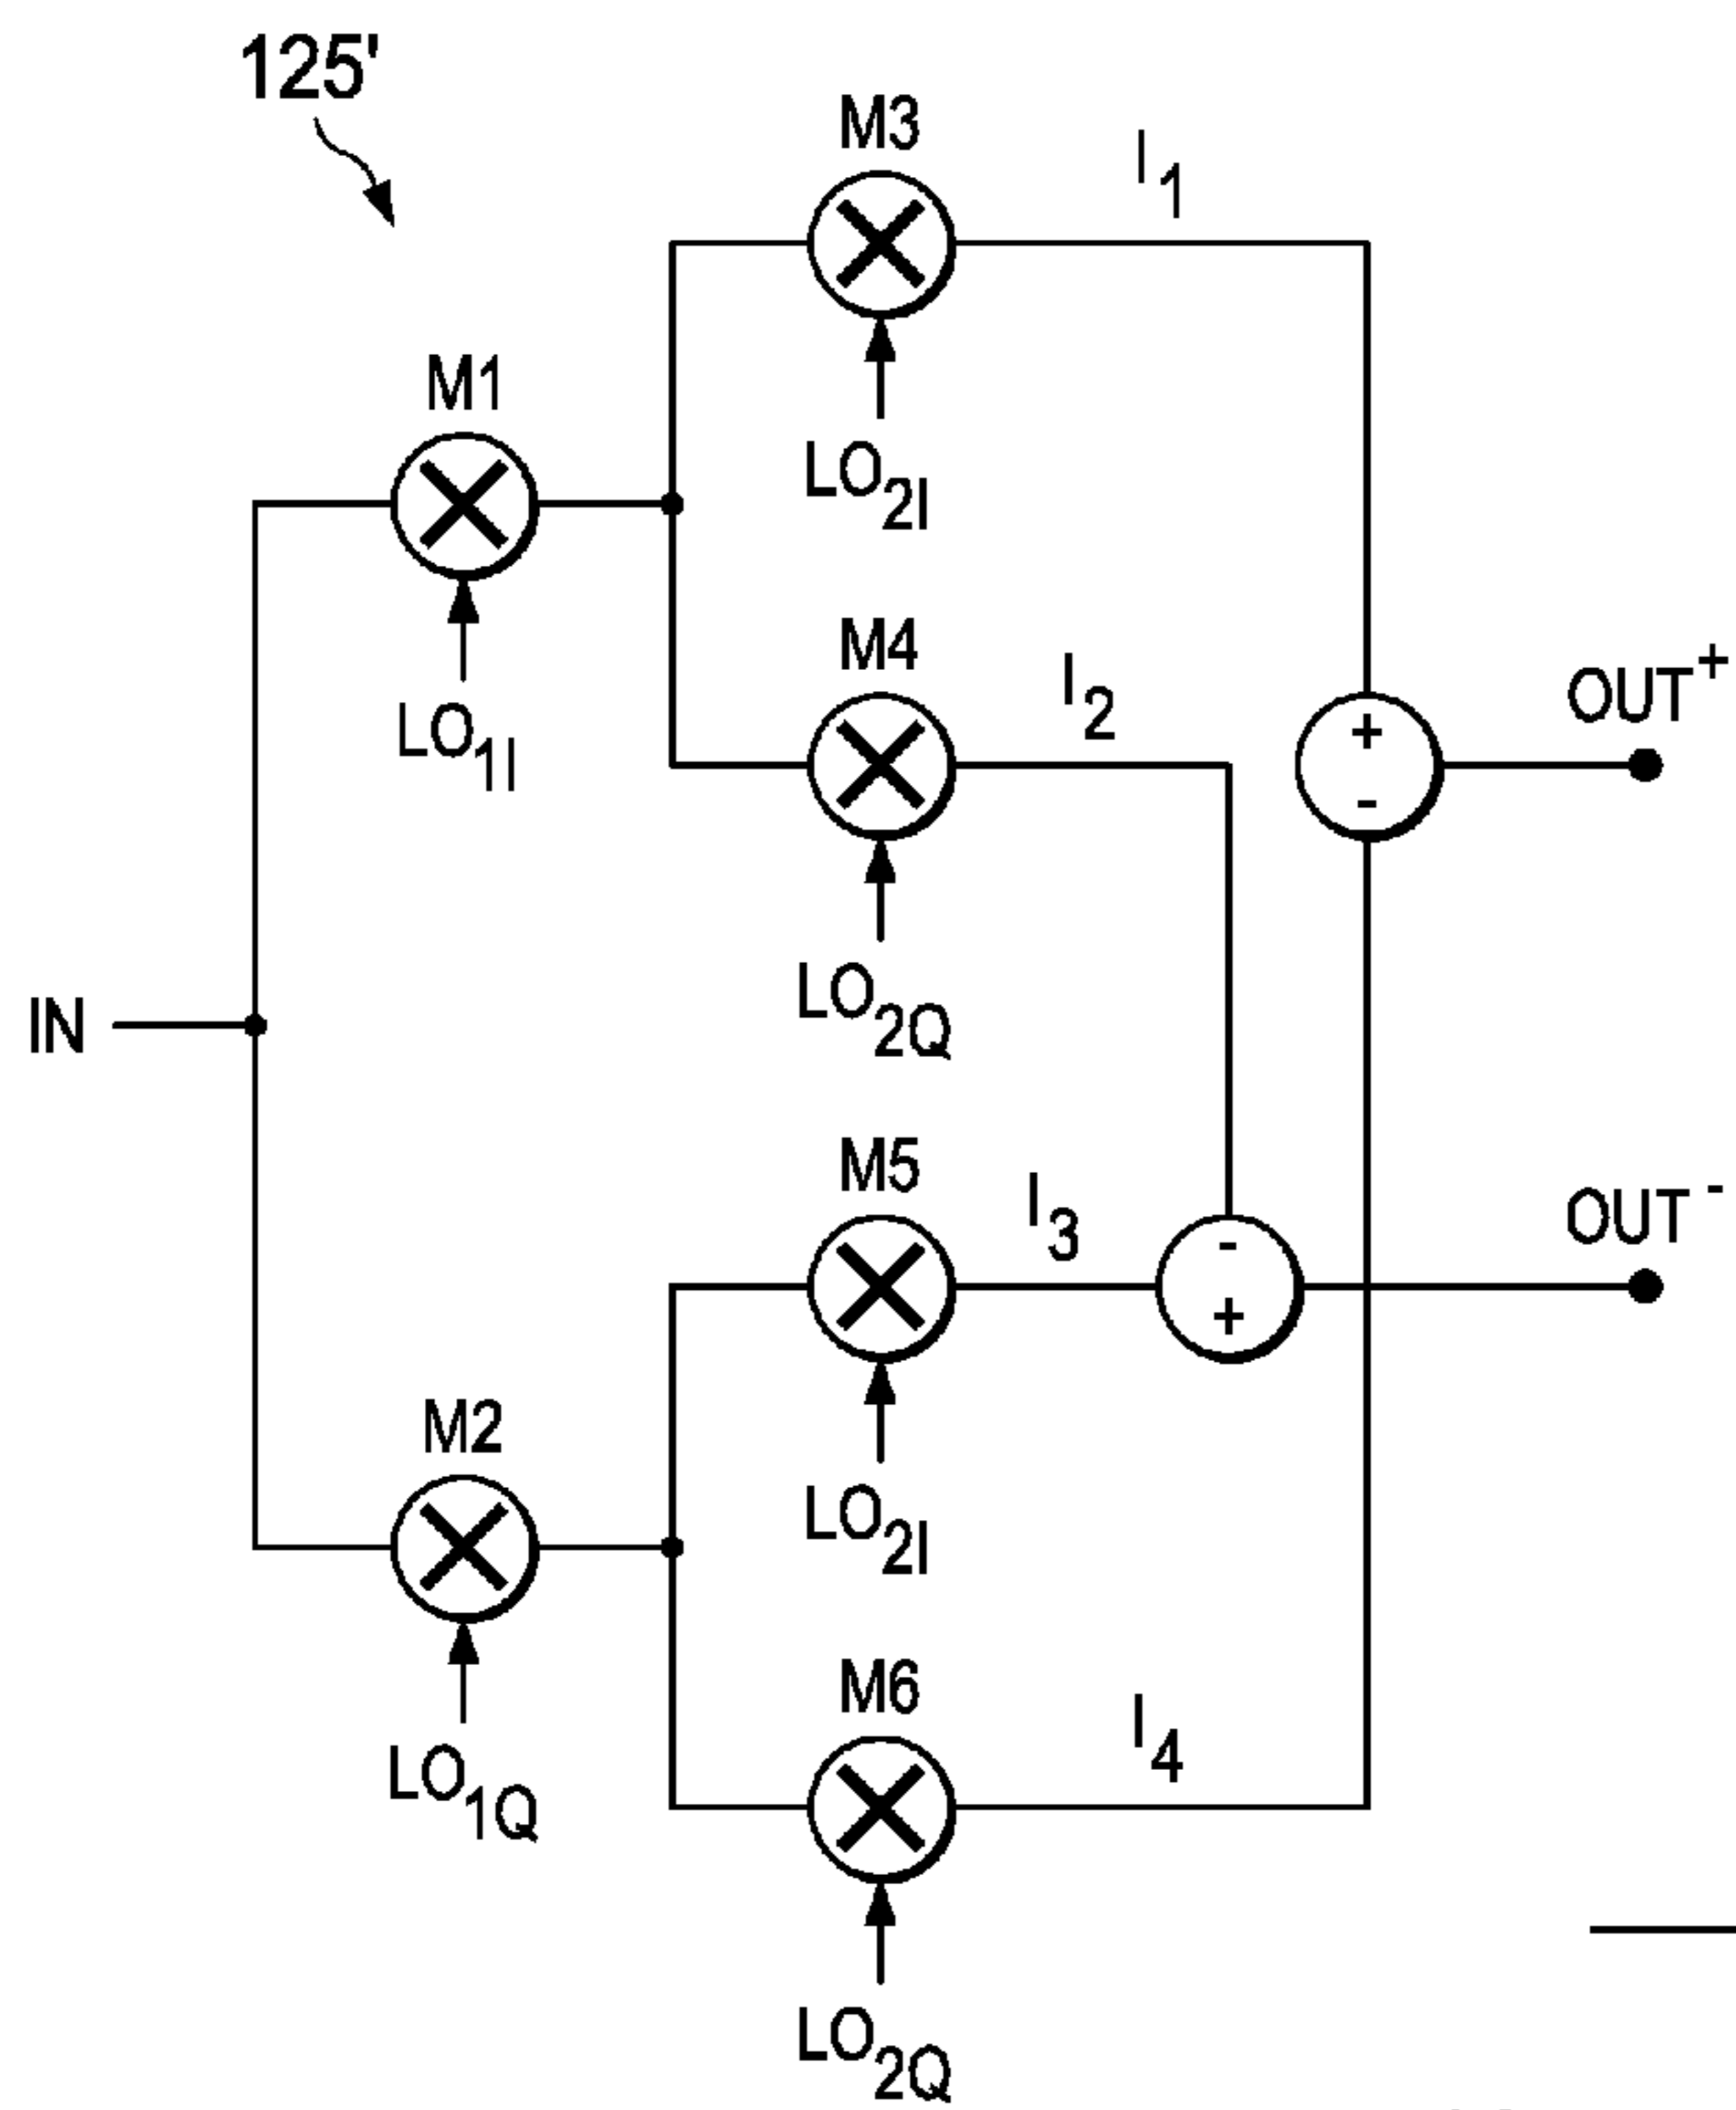 125'
M3
I1
LO2I
M1
LO1I
M4
I2
OUT+
+
-
LO2Q
IN
M5
I3
OUT-
-
+
LO2I
M2
LO1Q
M6
I4
LO2Q